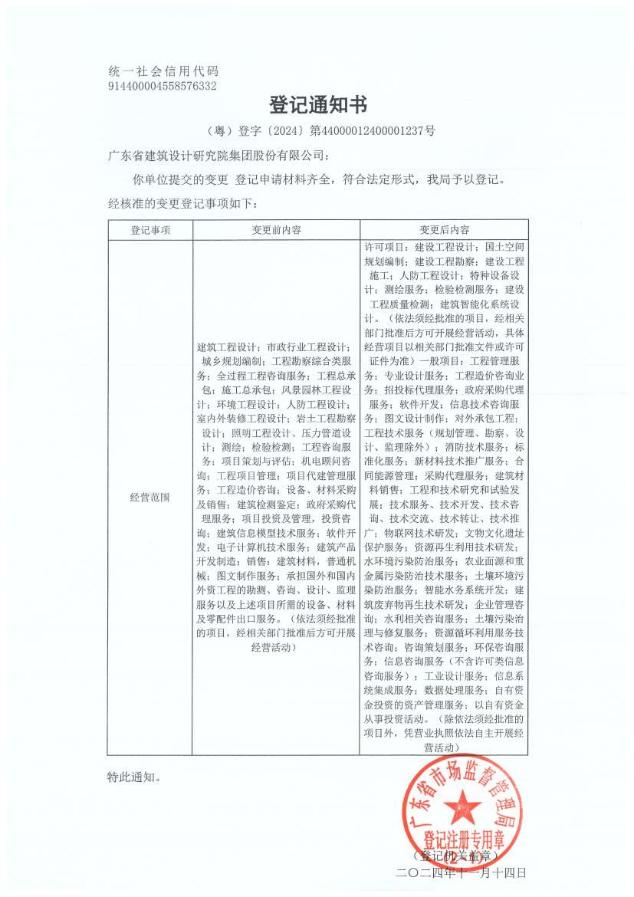 统一社会信用代码
914400004558576332
登记通知书
（粤）登字〔2024〕第44000012400001237号
广东省建筑设计研究院集团股份有限公司：
你单位提交的变更 登记申请材料齐全，符合法定形式，我局予以登记。
经核准的变更登记事项如下：
登记事项
变更前内容
变更后内容
经营范围
建筑工程设计；市政行业工程设计；
城乡规划编制；工程勘察综合类服
务；全过程工程咨询服务；工程总承
包；施工总承包；风景园林工程设
计；环境工程设计；人防工程设计；
室内外装修工程设计；岩土工程勘察
设计；照明工程设计、压力管道设
计；测绘；检验检测；工程咨询服
务；项目策划与评估；机电顾问咨
询；工程项目管理；项目代建管理服
务；工程造价咨询；设备、材料采购
及销售；建筑检测鉴定；政府采购代
理服务；项目投资及管理，投资咨
询；建筑信息模型技术服务；软件开
发；电子计算机技术服务；建筑产品
开发制造；销售：建筑材料，普通机
械；图文制作服务；承担国外和国内
外资工程的勘测、咨询、设计、监理
服务以及上述项目所需的设备、材料
及零配件出口服务。（依法须经批准
的项目，经相关部门批准后方可开展
经营活动）
许可项目：建设工程设计；国土空间
规划编制；建设工程勘察；建设工程
施工；人防工程设计；特种设备设
计；测绘服务；检验检测服务；建设
工程质量检测；建筑智能化系统设
计。（依法须经批准的项目，经相关
部门批准后方可开展经营活动，具体
经营项目以相关部门批准文件或许可
证件为准）一般项目：工程管理服
务；专业设计服务；工程造价咨询业
务；招投标代理服务；政府采购代理
服务；软件开发；信息技术咨询服
务；图文设计制作；对外承包工程；
工程技术服务（规划管理、勘察、设
计、监理除外）；消防技术服务；标
准化服务；新材料技术推广服务；合
同能源管理；采购代理服务；建筑材
料销售；工程和技术研究和试验发
展；技术服务、技术开发、技术咨
询、技术交流、技术转让、技术推
广；物联网技术研发；文物文化遗址
保护服务；资源再生利用技术研发；
水环境污染防治服务；农业面源和重
金属污染防治技术服务；土壤环境污
染防治服务；智能水务系统开发；建
筑废弃物再生技术研发；企业管理咨
询；水利相关咨询服务；土壤污染治
理与修复服务；资源循环利用服务技
术咨询；咨询策划服务；环保咨询服
务；信息咨询服务（不含许可类信息
咨询服务）；工业设计服务；信息系
统集成服务；数据处理服务；自有资
金投资的资产管理服务；以自有资金
从事投资活动。（除依法须经批准的
项目外，凭营业执照依法自主开展经
营活动）
特此通知。
广东省市场监督管理局
登记注册专用章
（登记机关盖章）
二〇二四年十一月十四日